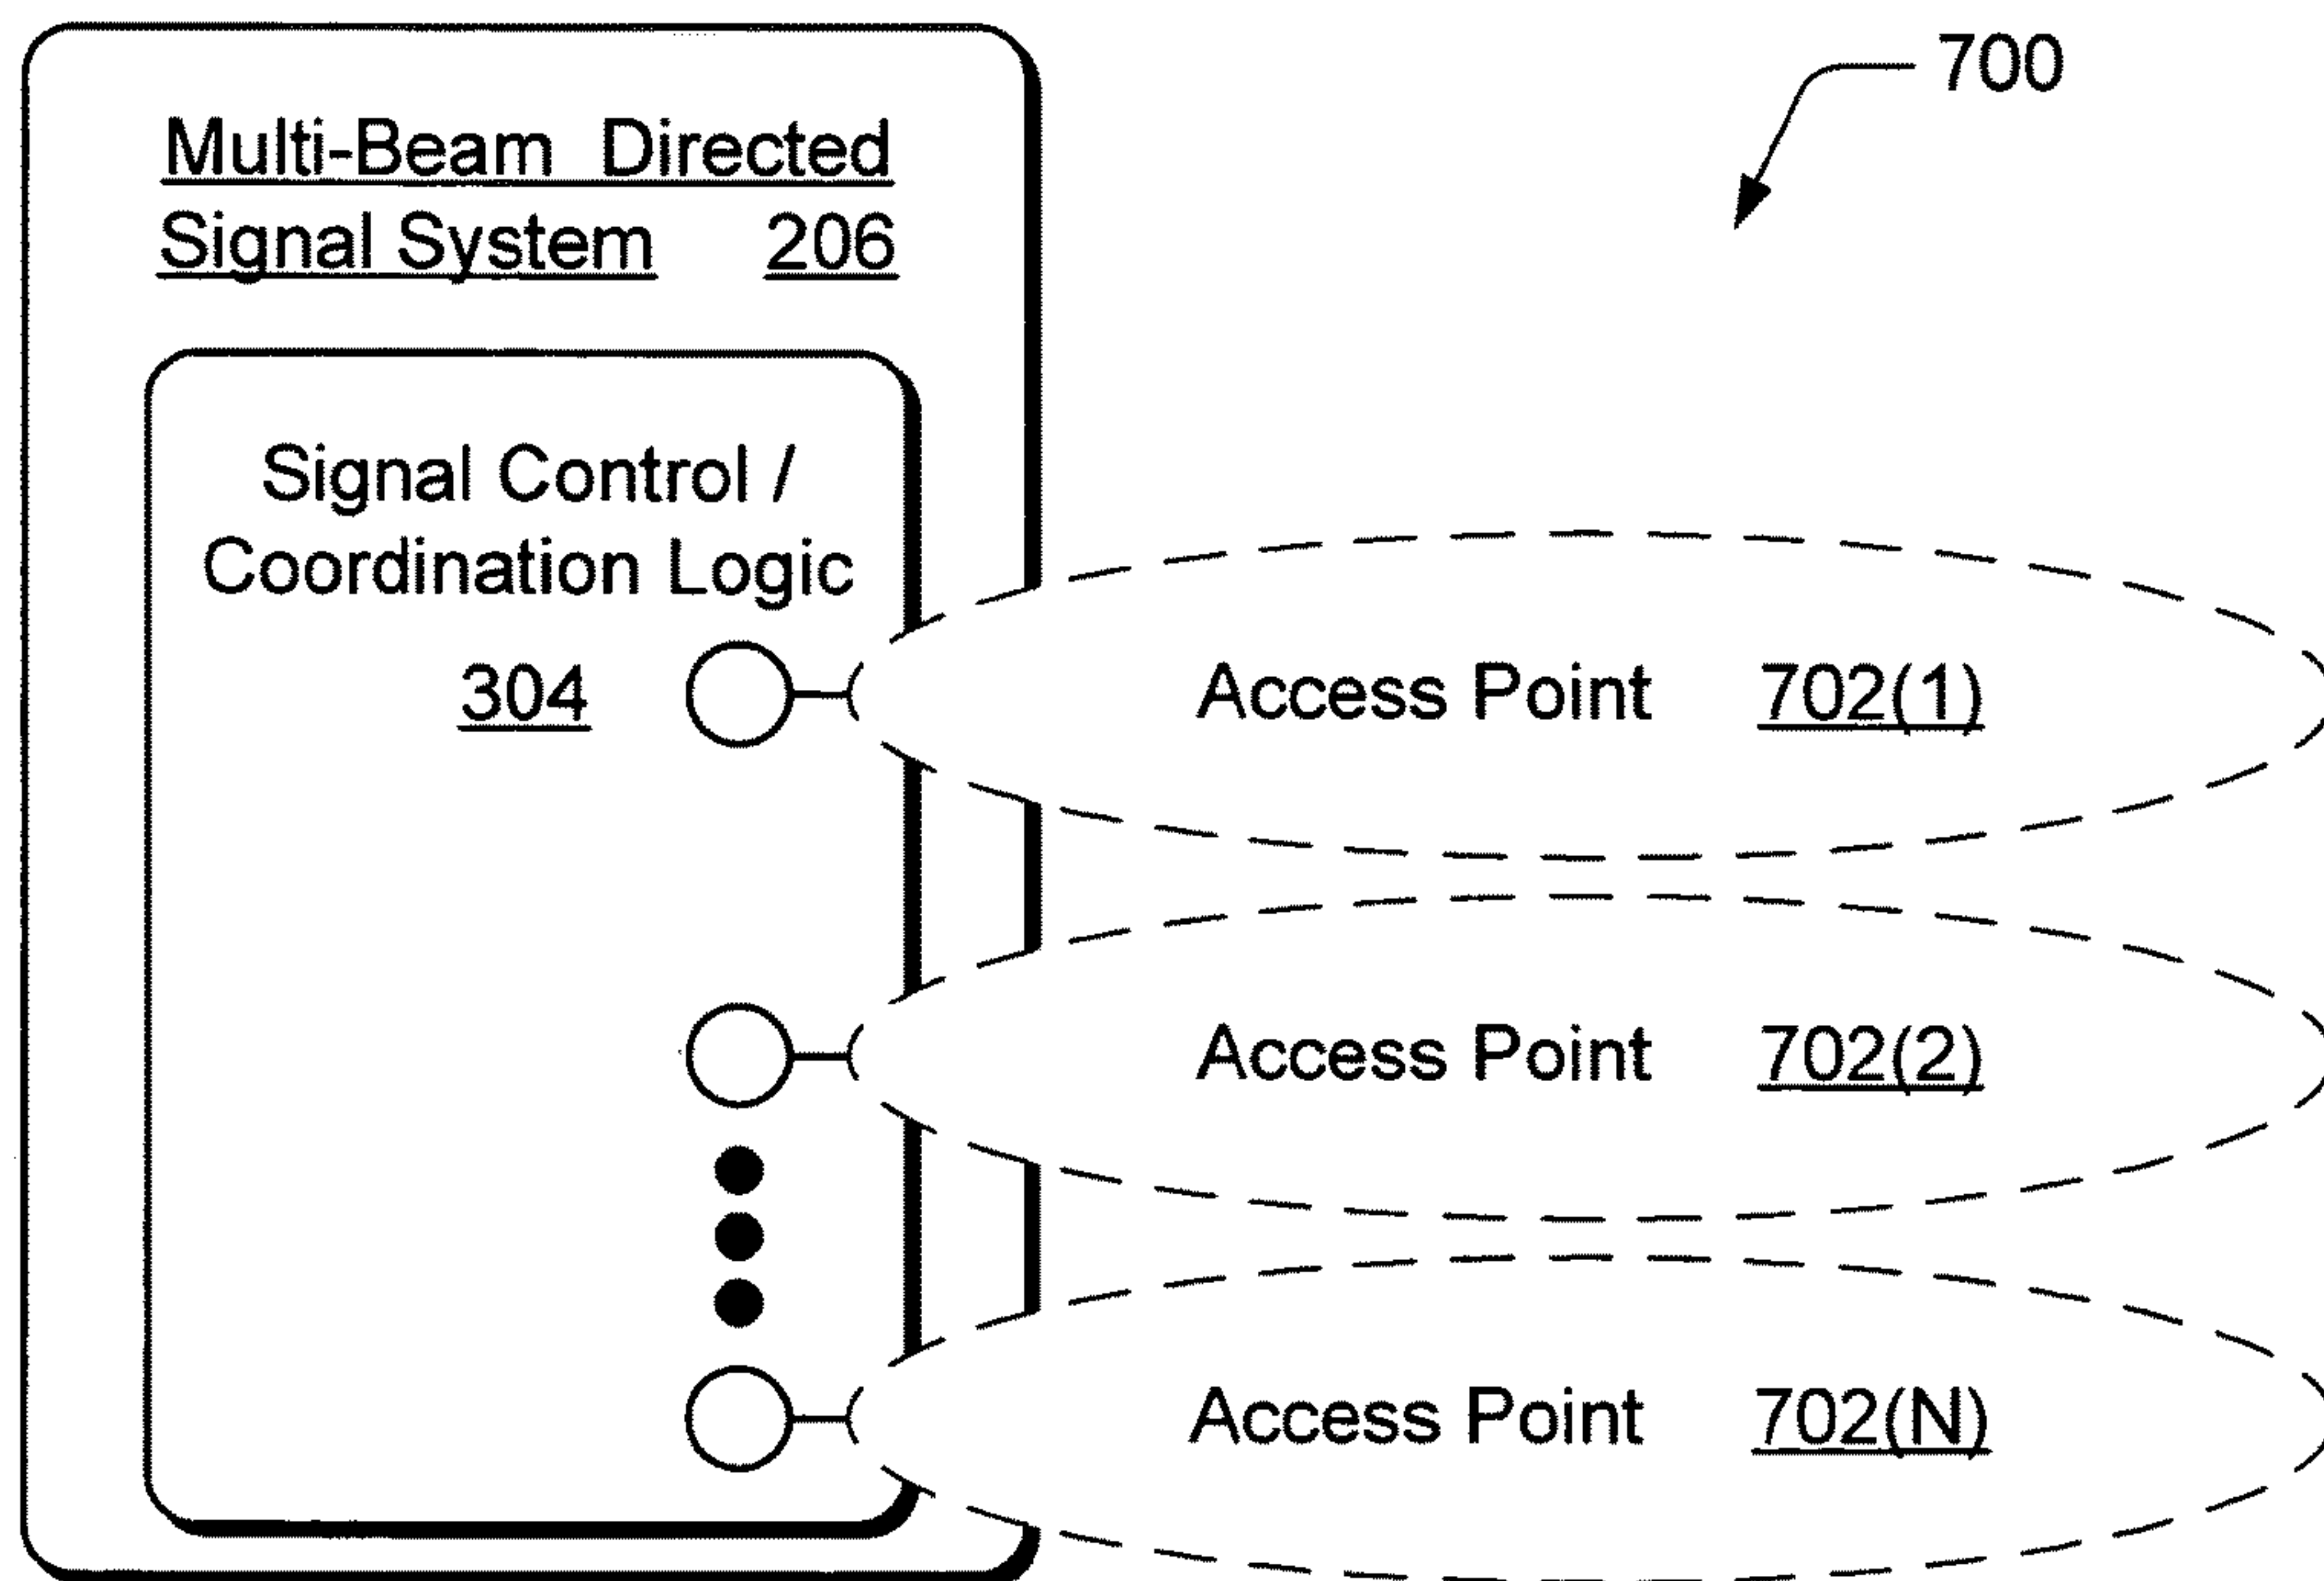 700
Multi-Beam Directed
Signal System 206
Signal Control /
Coordination Logic
304
Access Point 702(1)
Access Point 702(2)
Access Point 702(N)